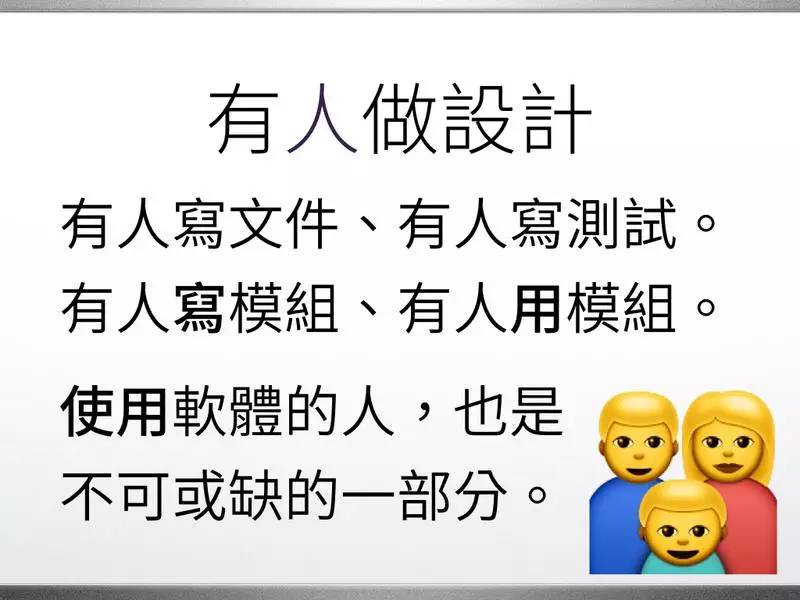 有人做設計
有人寫文件、有人寫測試。
有人寫模組、有人用模組。
使用軟體的人，也是
不可或缺的一部分。